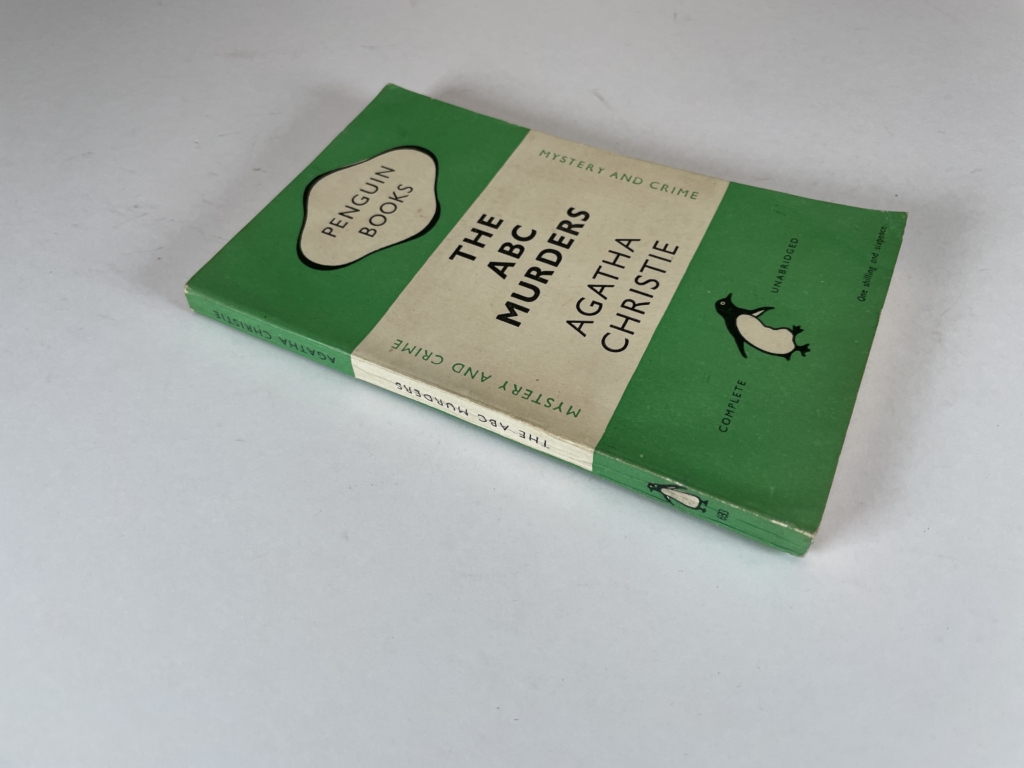 PENGUIN
BOOKS
MYSTERY AND CRIME
THE
ABC
MURDERS
AGATHA
CHRISTIE
MYSTERY AND CRIME
COMPLETE
UNABRIDGED
One shilling and sixpence
AGATHA CHRISTIE
THE ABC MURDERS